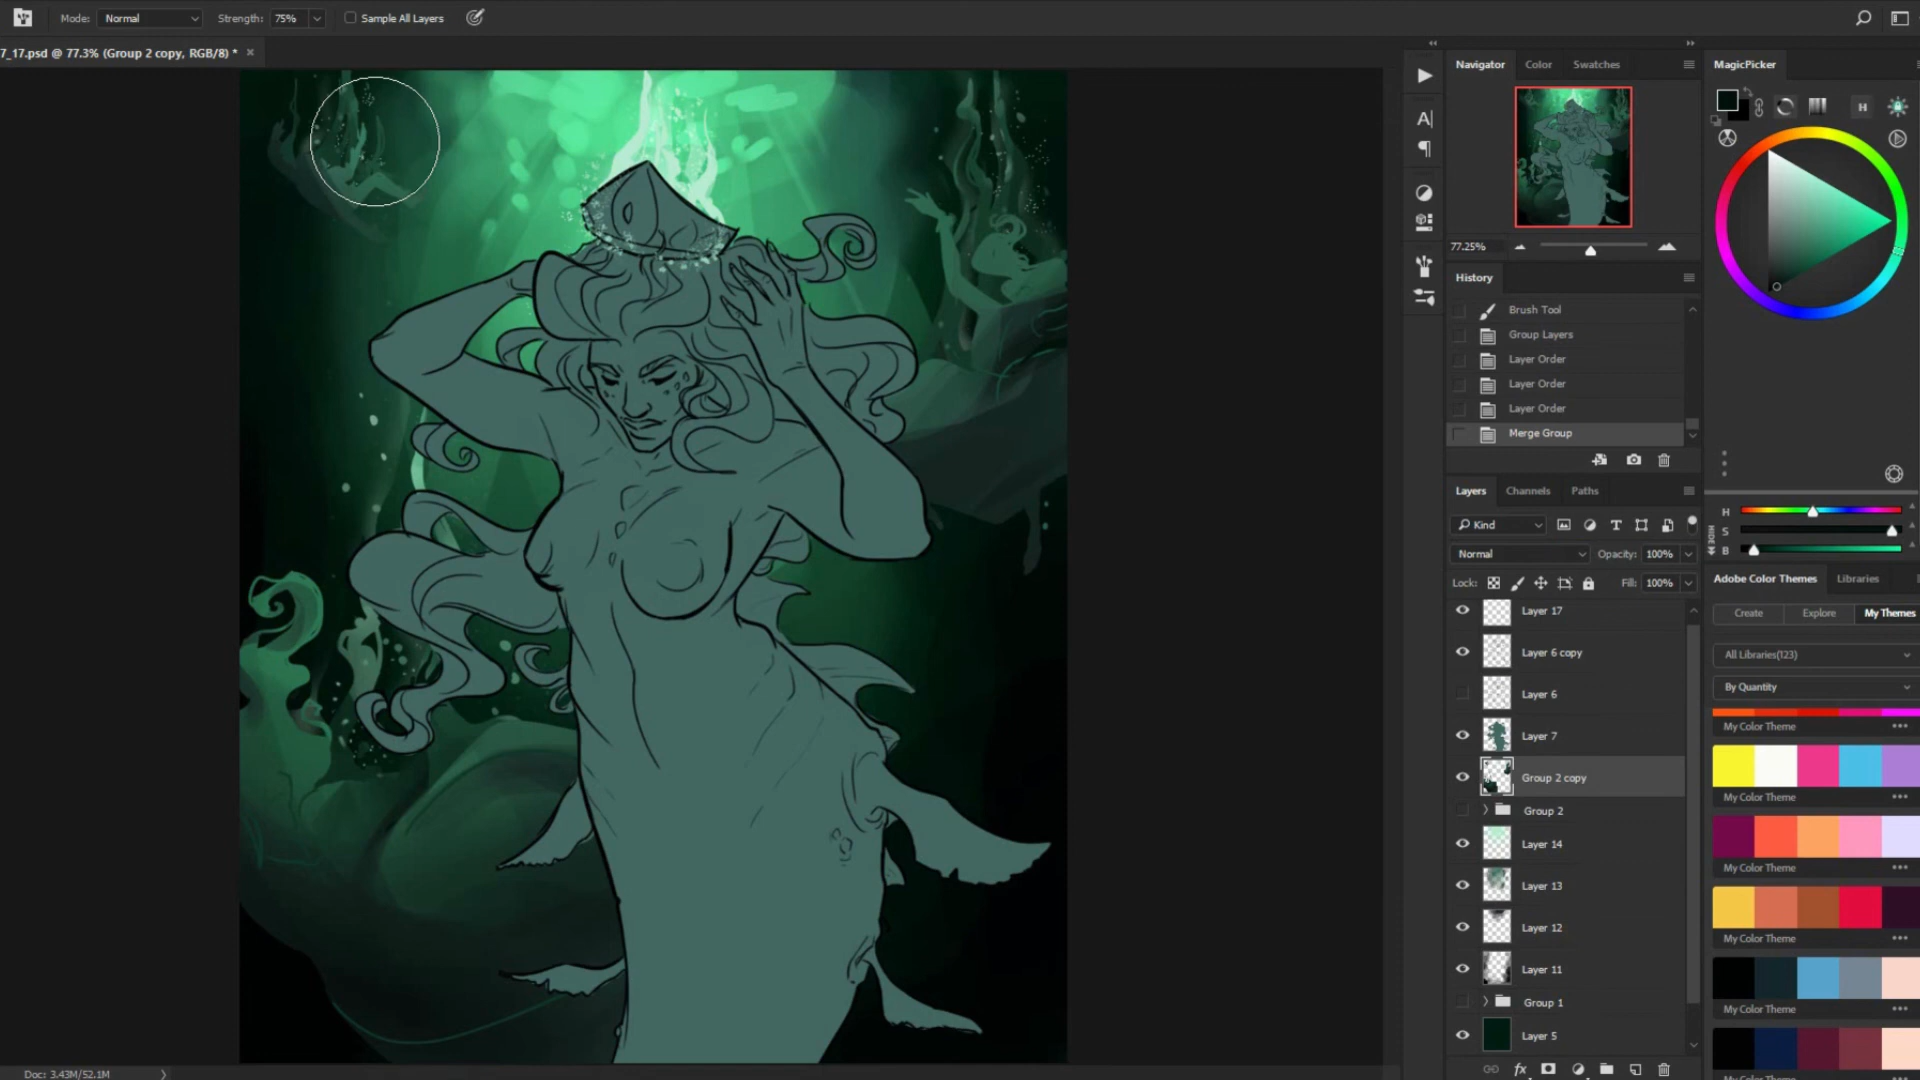 Mode: Normal Strength: 75% Sample All Layers
7_17.psd @ 77.3% (Group 2 copy, RGB/8) * ×
Navigator Color Swatches
77.25%
History
Brush Tool
Group Layers
Layer Order
Layer Order
Layer Order
Merge Group
Layers Channels Paths
Kind
Normal Opacity: 100%
Lock: Fill: 100%
Layer 17
Layer 6 copy
Layer 6
Layer 7
Group 2 copy
Group 2
Layer 14
Layer 13
Layer 12
Layer 11
Group 1
Layer 5
fx
MagicPicker
H
HIDE
H
S
B
Adobe Color Themes Libraries
Create Explore My Themes
All Libraries(123)
By Quantity
My Color Theme
My Color Theme
My Color Theme
My Color Theme
My Color Theme
My Color Theme
Doc: 3.43M/52.1M